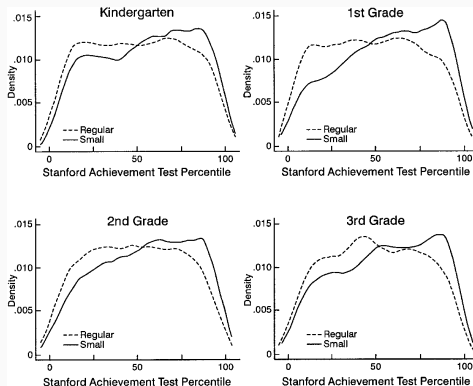 Kindergarten
.015
.010
.005
0
Density
Regular
Small
0 50 100
Stanford Achievement Test Percentile
1st Grade
.015
.010
.005
0
Density
Regular
Small
0 50 100
Stanford Achievement Test Percentile
2nd Grade
.015
.010
.005
0
Density
Regular
Small
0 50 100
Stanford Achievement Test Percentile
3rd Grade
.015
.010
.005
0
Density
Regular
Small
0 50 100
Stanford Achievement Test Percentile